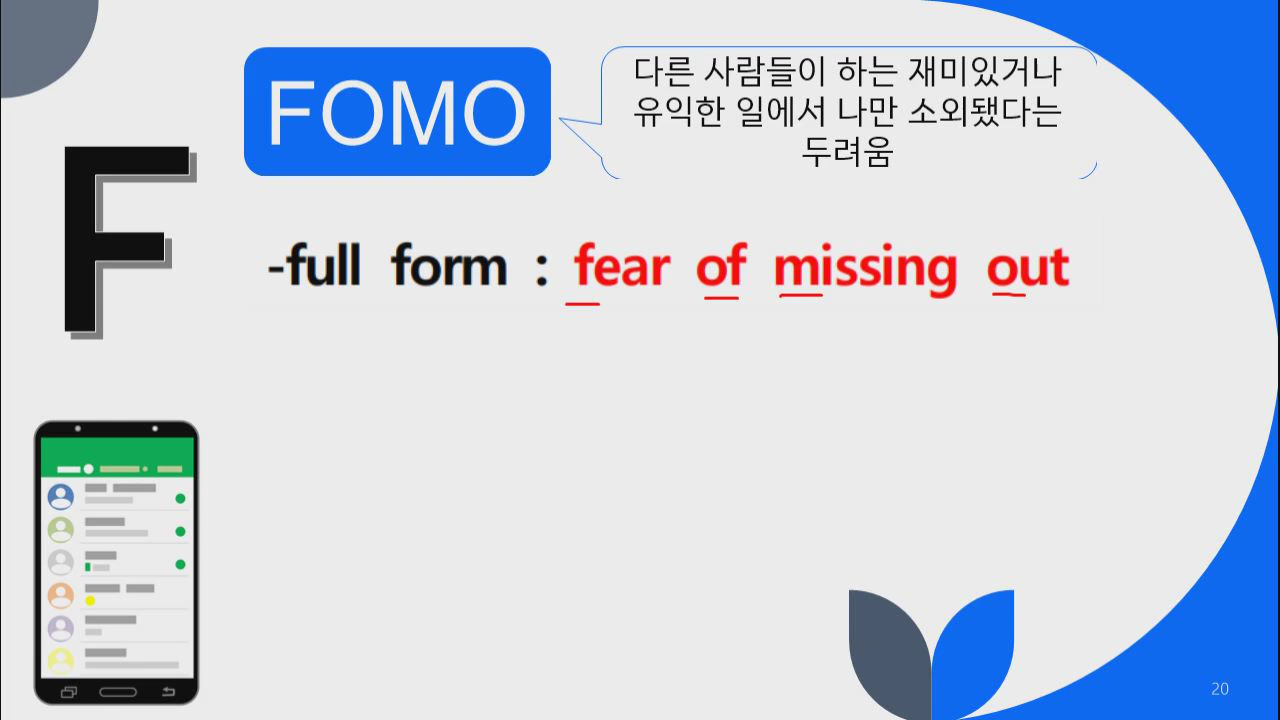 FOMO
다른 사람들이 하는 재미있거나
유익한 일에서 나만 소외됐다는
두려움
F
-full form : fear of missing out
20